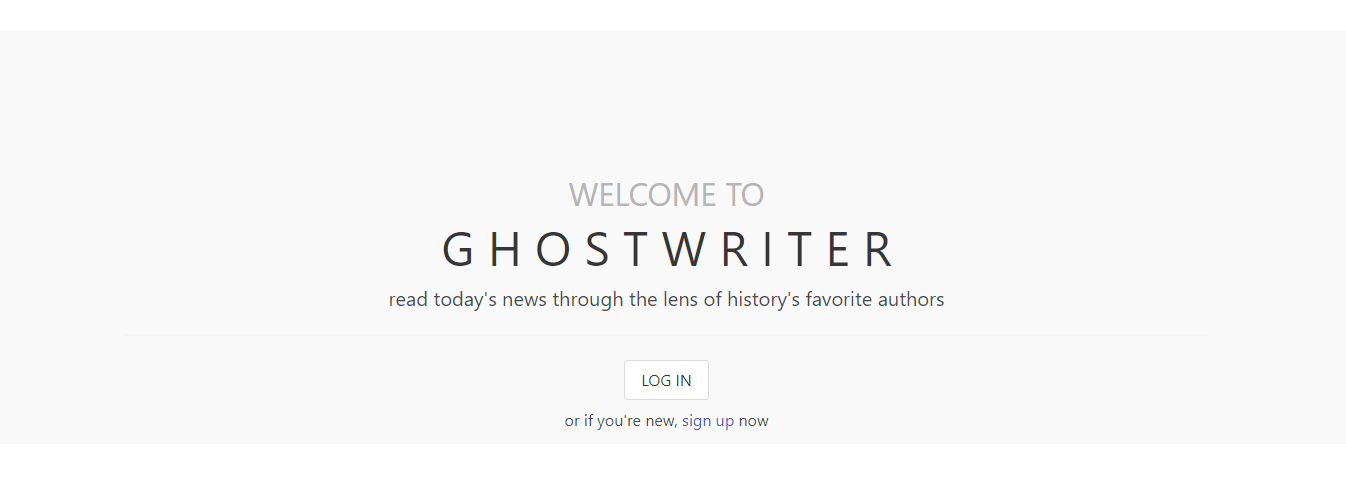 WELCOME TO
GHOSTWRITER
read today's news through the lens of history's favorite authors
LOG IN
or if you're new, sign up now